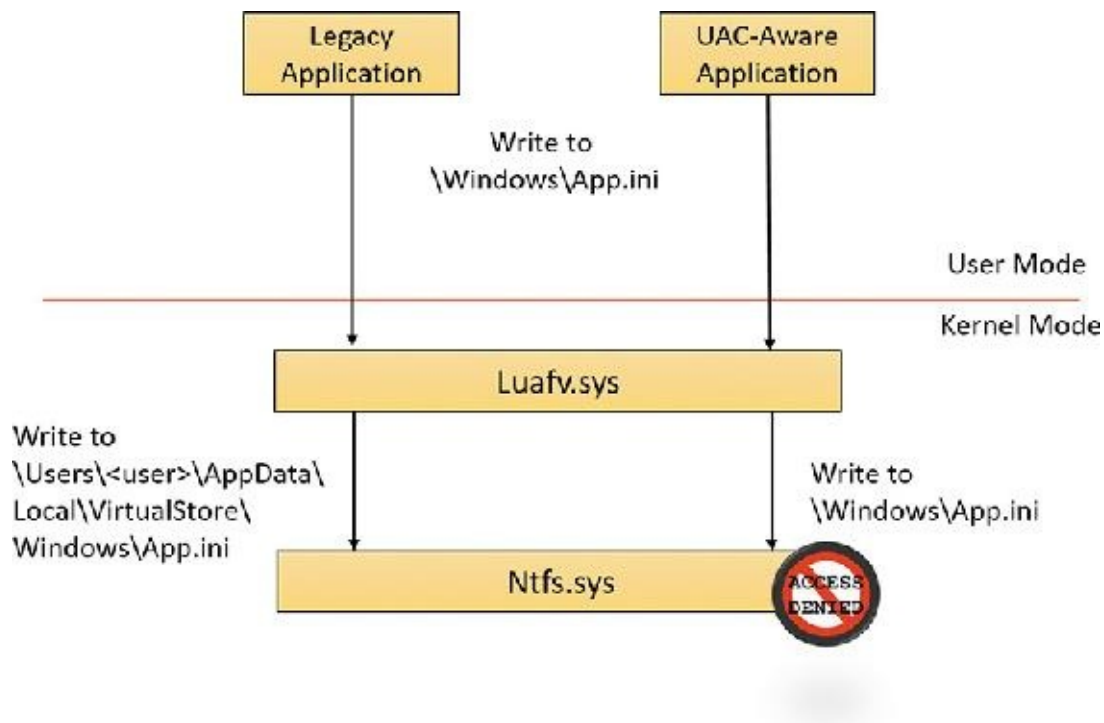 Legacy
Application
UAC-Aware
Application
Write to
\Windows\App.ini
User Mode
Kernel Mode
Luafv.sys
Write to
\Users\<user>\AppData\
Local\VirtualStore\
Windows\App.ini
Write to
\Windows\App.ini
Ntfs.sys
ACCESS
DENIED